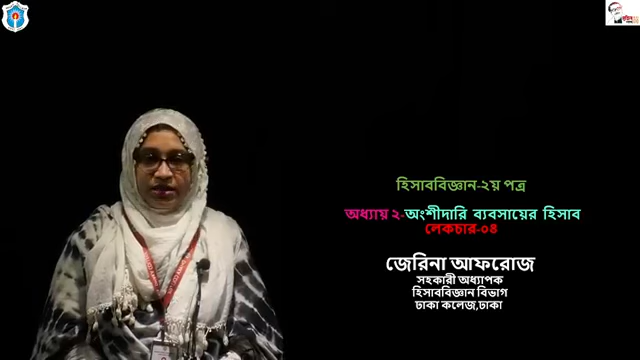 হিসাববিজ্ঞান-২য় পত্র
অধ্যায় ২-অংশীদারি ব্যবসায়ের হিসাব
লেকচার-০৪
জেরিনা আফরোজ
সহকারী অধ্যাপক
হিসাববিজ্ঞান বিভাগ
ঢাকা কলেজ,ঢাকা